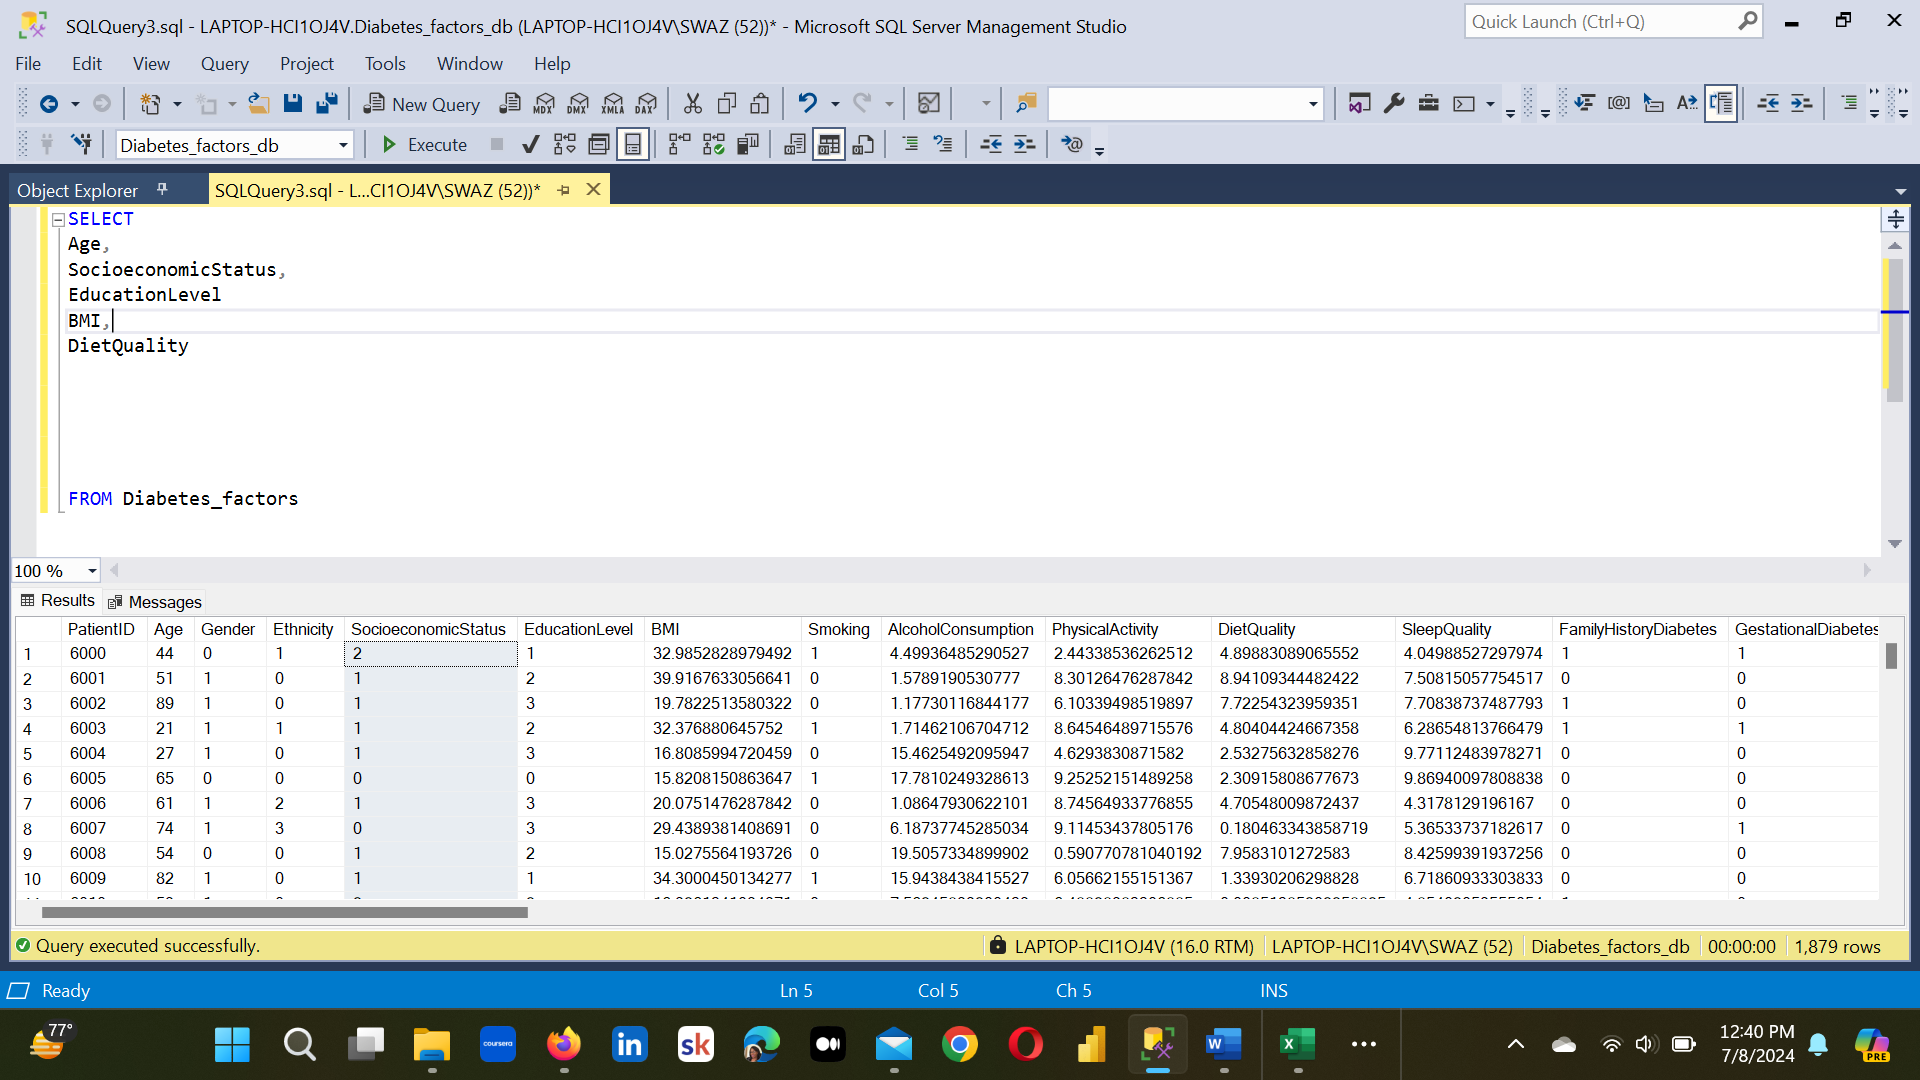 SQLQuery3.sql - LAPTOP-HCI1OJ4V.Diabetes_factors_db (LAPTOP-HCI1OJ4V\SWAZ (52))* - Microsoft SQL Server Management Studio
Quick Launch (Ctrl+Q)
File Edit View Query Project Tools Window Help
New Query MDX DMX XMLA DAX
Diabetes_factors_db Execute
Object Explorer SQLQuery3.sql - L...CI1OJ4V\SWAZ (52))*
SELECT
Age,
SocioeconomicStatus,
EducationLevel
BMI,
DietQuality
FROM Diabetes_factors
100 %
Results Messages
PatientID Age Gender Ethnicity SocioeconomicStatus EducationLevel BMI Smoking AlcoholConsumption PhysicalActivity DietQuality SleepQuality FamilyHistoryDiabetes GestationalDiabetes
1 6000 44 0 1 2 1 32.9852828979492 1 4.49936485290527 2.44338536262512 4.89883089065552 4.04988527297974 1 1
2 6001 51 1 0 1 2 39.9167633056641 0 1.5789190530777 8.30126476287842 8.94109344482422 7.50815057754517 0 0
3 6002 89 1 0 1 3 19.7822513580322 0 1.17730116844177 6.10339498519897 7.72254323959351 7.70838737487793 1 0
4 6003 21 1 1 1 2 32.376880645752 1 1.71462106704712 8.64546489715576 4.80404424667358 6.28654813766479 1 1
5 6004 27 1 0 1 3 16.8085994720459 0 15.4625492095947 4.6293830871582 2.53275632858276 9.77112483978271 0 0
6 6005 65 0 0 0 0 15.8208150863647 1 17.7810249328613 9.25252151489258 2.30915808677673 9.86940097808838 0 0
7 6006 61 1 2 1 3 20.0751476287842 0 1.08647930622101 8.74564933776855 4.70548009872437 4.3178129196167 0 0
8 6007 74 1 3 0 3 29.4389381408691 0 6.18737745285034 9.11453437805176 0.180463343858719 5.36533737182617 0 1
9 6008 54 0 0 1 2 15.0275564193726 0 19.5057334899902 0.590770781040192 7.9583101272583 8.42599391937256 0 0
10 6009 82 1 0 1 1 34.3000450134277 1 15.9438438415527 6.05662155151367 1.33930206298828 6.71860933303833 0 0
Query executed successfully. LAPTOP-HCI1OJ4V (16.0 RTM) LAPTOP-HCI1OJ4V\SWAZ (52) Diabetes_factors_db 00:00:00 1,879 rows
Ready Ln 5 Col 5 Ch 5 INS
77° coursera in sk W X 12:40 PM
7/8/2024 PRE